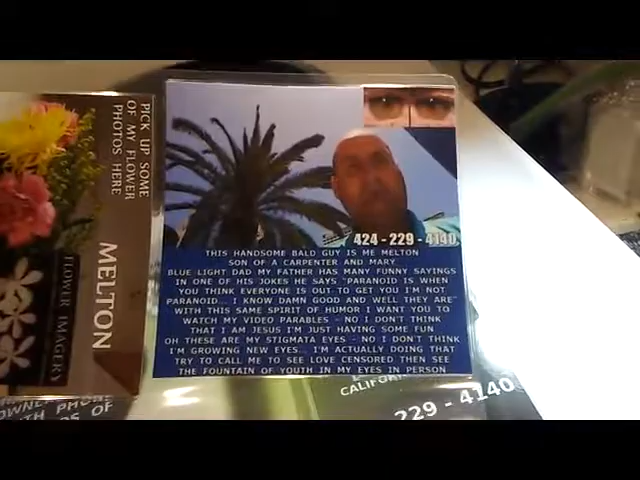 PICK UP SOME
OF MY FLOWER
PHOTOS HERE
MELTON
FLOWER IMAGERY
424 - 229 - 4140
THIS HANDSOME BALD GUY IS ME MELTON
SON OF A CARPENTER AND MARY
BLUE LIGHT DAD MY FATHER HAS MANY FUNNY SAYINGS
IN ONE OF HIS JOKES HE SAYS "PARANOID IS WHEN
YOU THINK EVERYONE IS OUT TO GET YOU I'M NOT
PARANOID... I KNOW DAMN GOOD AND WELL THEY ARE"
WITH THIS SAME SPIRIT OF HUMOR I WANT YOU TO
WATCH MY VIDEO PARABLES - NO I DON'T THINK
THAT I AM JESUS I'M JUST HAVING SOME FUN
OH THESE ARE MY STIGMATA EYES - NO I DON'T THINK
I'M GROWING NEW EYES... I'M ACTUALLY DOING THAT
TRY TO CALL ME TO SEE LOVE CENSORED THEN SEE
THE FOUNTAIN OF YOUTH IN MY EYES IN PERSON
229 - 4140